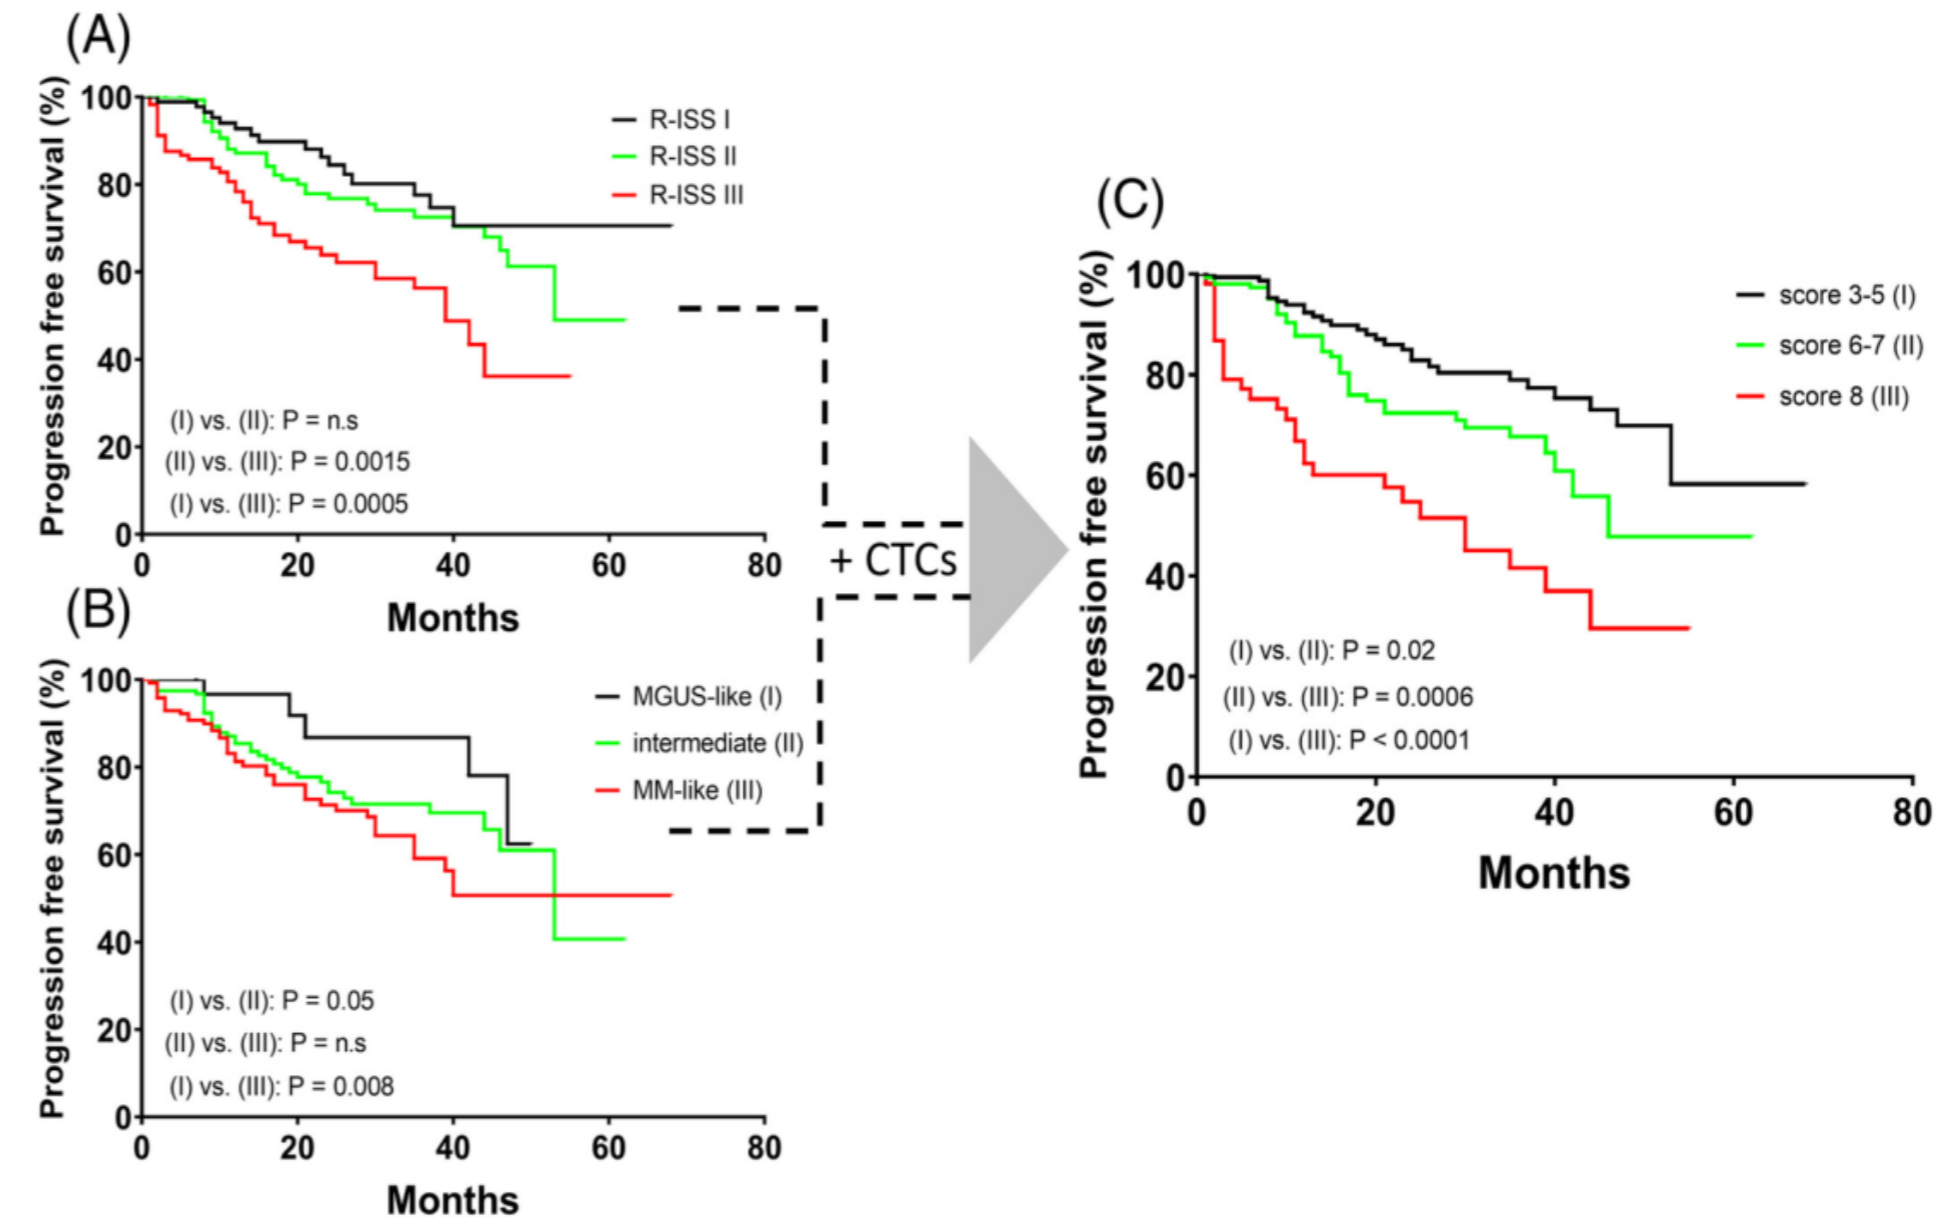 (A)
Progression free survival (%)
100
80
60
40
20
0
R-ISS I
R-ISS II
R-ISS III
(I) vs. (II): P = n.s
(II) vs. (III): P = 0.0015
(I) vs. (III): P = 0.0005
0 20 40 60 80
Months
(B)
Progression free survival (%)
100
80
60
40
20
0
MGUS-like (I)
intermediate (II)
MM-like (III)
(I) vs. (II): P = 0.05
(II) vs. (III): P = n.s
(I) vs. (III): P = 0.008
0 20 40 60 80
Months
+ CTCs
(C)
Progression free survival (%)
100
80
60
40
20
0
score 3-5 (I)
score 6-7 (II)
score 8 (III)
(I) vs. (II): P = 0.02
(II) vs. (III): P = 0.0006
(I) vs. (III): P < 0.0001
0 20 40 60 80
Months